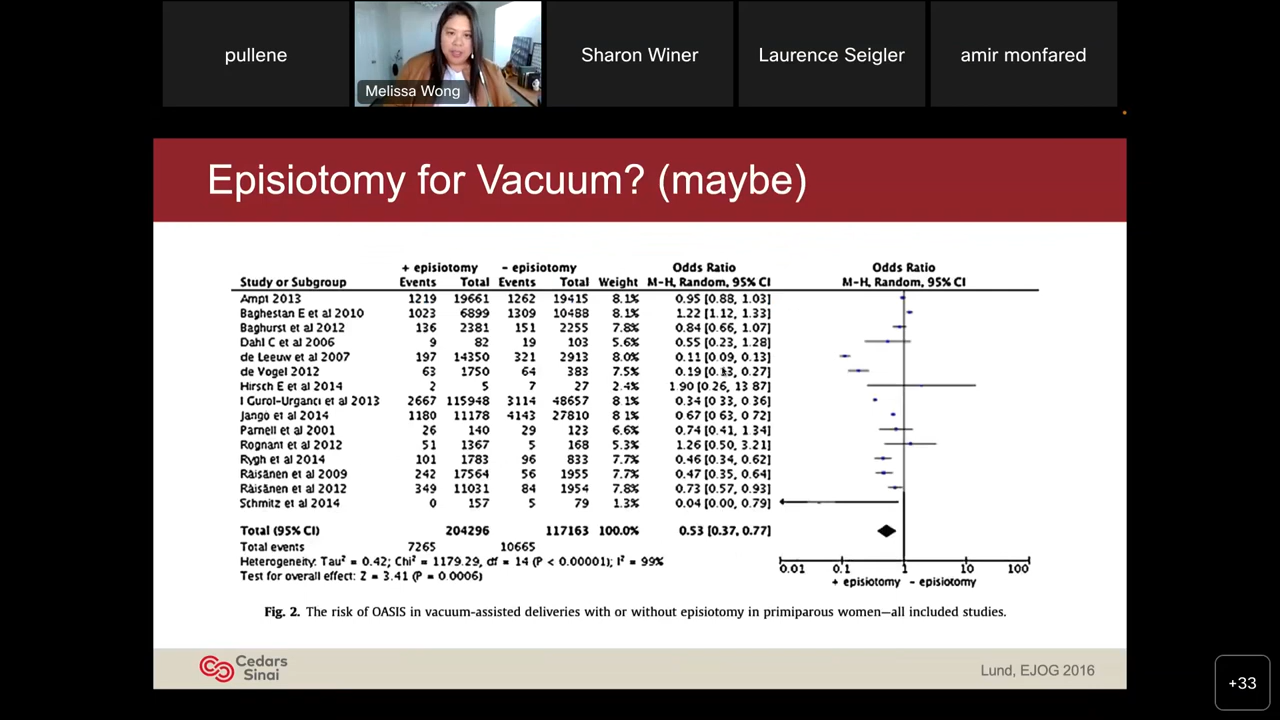 pullene
Melissa Wong
Sharon Winer
Laurence Seigler
amir monfared
Episiotomy for Vacuum? (maybe)
+ episiotomy - episiotomy Odds Ratio Odds Ratio
Study or Subgroup Events Total Events Total Weight M-H, Random, 95% CI M-H, Random, 95% CI
Ampt 2013 1219 19661 1262 19415 8.1% 0.95 [0.88, 1.03]
Baghestan E et al 2010 1023 6899 1309 10488 8.1% 1.22 [1.12, 1.33]
Baghurst et al 2012 136 2381 151 2255 7.8% 0.84 [0.66, 1.07]
Dahl C et al 2006 9 82 19 103 5.6% 0.55 [0.23, 1.28]
de Leeuw et al 2007 197 14350 321 2913 8.0% 0.11 [0.09, 0.13]
de Vogel 2012 63 1750 64 383 7.5% 0.19 [0.13, 0.27]
Hirsch E et al 2014 2 5 7 27 2.4% 1.90 [0.26, 13.87]
I Gurol-Urganci et al 2013 2667 115948 3114 48657 8.1% 0.34 [0.33, 0.36]
Jango et al 2014 1180 11178 4143 27810 8.1% 0.67 [0.63, 0.72]
Parnell et al 2001 26 140 29 123 6.6% 0.74 [0.41, 1.34]
Rognant et al 2012 51 1367 5 168 5.3% 1.26 [0.50, 3.21]
Rygh et al 2014 101 1783 96 833 7.7% 0.46 [0.34, 0.62]
Räisänen et al 2009 242 17564 56 1955 7.7% 0.47 [0.35, 0.64]
Räisänen et al 2012 349 11031 84 1954 7.8% 0.73 [0.57, 0.93]
Schmitz et al 2014 0 157 5 79 1.3% 0.04 [0.00, 0.79]
Total (95% CI) 204296 117163 100.0% 0.53 [0.37, 0.77]
Total events 7265 10665
Heterogeneity: Tau² = 0.42; Chi² = 1179.29, df = 14 (P < 0.00001); I² = 99%
Test for overall effect: Z = 3.41 (P = 0.0006)
0.01 0.1 1 10 100
+ episiotomy - episiotomy
Fig. 2. The risk of OASIS in vacuum-assisted deliveries with or without episiotomy in primiparous women—all included studies.
Cedars
Sinai
Lund, EJOG 2016
+33